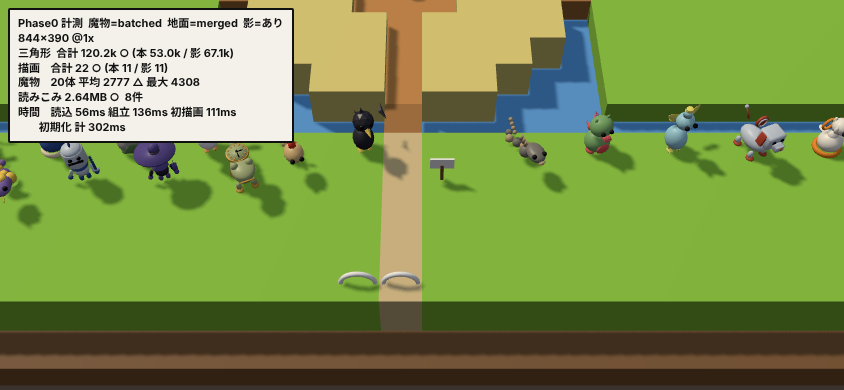 Phase0 計測 魔物=batched 地面=merged 影=あり
844×390 @1x
三角形 合計 120.2k ○ (本 53.0k / 影 67.1k)
描画 合計 22 ○ (本 11 / 影 11)
魔物 20体 平均 2777 △ 最大 4308
読みこみ 2.64MB ○ 8件
時間 読込 56ms 組立 136ms 初描画 111ms
初期化 計 302ms